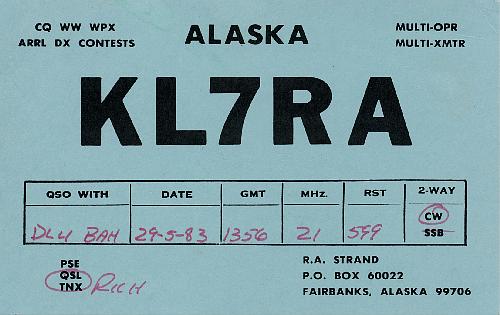 CQ WW WPX
ARRL DX CONTESTS
ALASKA
MULTI-OPR
MULTI-XMTR
KL7RA
QSO WITH DATE GMT MHZ. RST 2-WAY
DL4 BAH 29-5-83 1356 21 599 CW
SSB
PSE
QSL
TNX
RICH
R.A. STRAND
P.O. BOX 60022
FAIRBANKS, ALASKA 99706